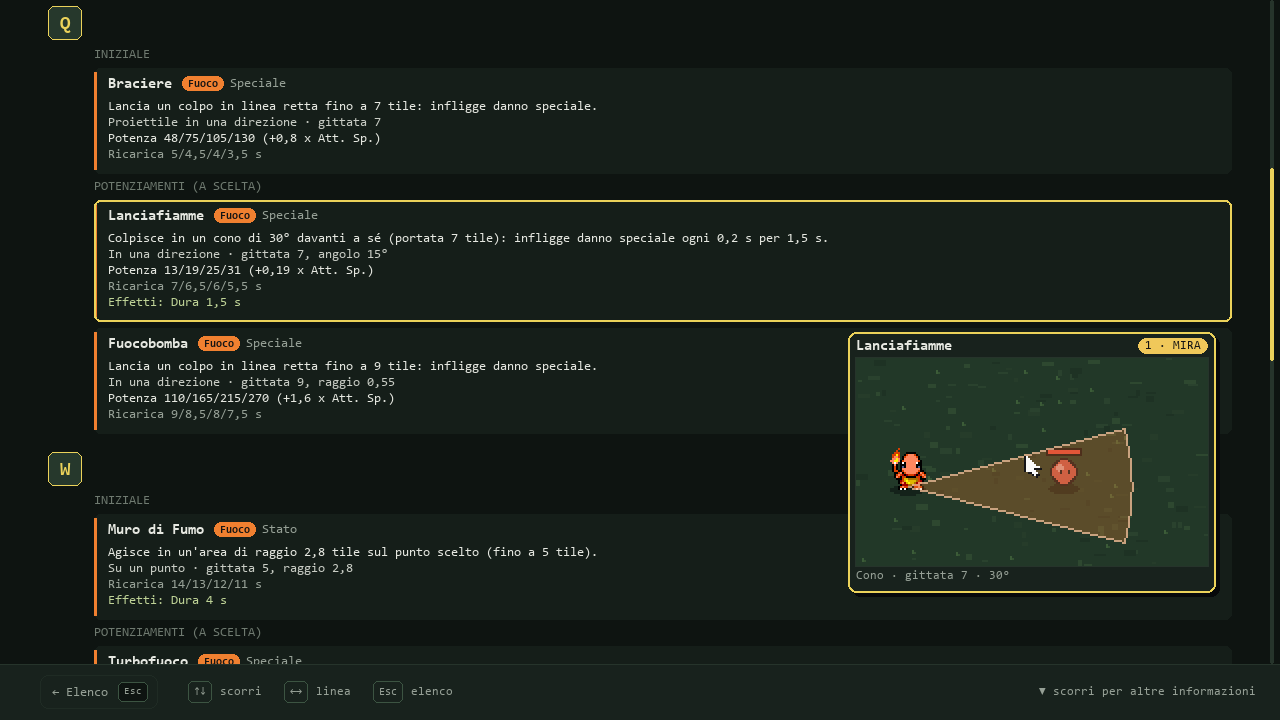 Q
INIZIALE
Braciere Fuoco Speciale
Lancia un colpo in linea retta fino a 7 tile: infligge danno speciale.
Proiettile in una direzione · gittata 7
Potenza 48/75/105/130 (+0,8 x Att. Sp.)
Ricarica 5/4,5/4/3,5 s
POTENZIAMENTI (A SCELTA)
Lanciafiamme Fuoco Speciale
Colpisce in un cono di 30° davanti a sé (portata 7 tile): infligge danno speciale ogni 0,2 s per 1,5 s.
In una direzione · gittata 7, angolo 15°
Potenza 13/19/25/31 (+0,19 x Att. Sp.)
Ricarica 7/6,5/6/5,5 s
Effetti: Dura 1,5 s
Fuocobomba Fuoco Speciale
Lancia un colpo in linea retta fino a 9 tile: infligge danno speciale.
In una direzione · gittata 9, raggio 0,55
Potenza 110/165/215/270 (+1,6 x Att. Sp.)
Ricarica 9/8,5/8/7,5 s
Lanciafiamme 1 · MIRA
Cono · gittata 7 · 30°
W
INIZIALE
Muro di Fumo Fuoco Stato
Agisce in un'area di raggio 2,8 tile sul punto scelto (fino a 5 tile).
Su un punto · gittata 5, raggio 2,8
Ricarica 14/13/12/11 s
Effetti: Dura 4 s
POTENZIAMENTI (A SCELTA)
Turbofuoco Fuoco Speciale
← Elenco Esc ↑↓ scorri ↔ linea Esc elenco ▼ scorri per altre informazioni